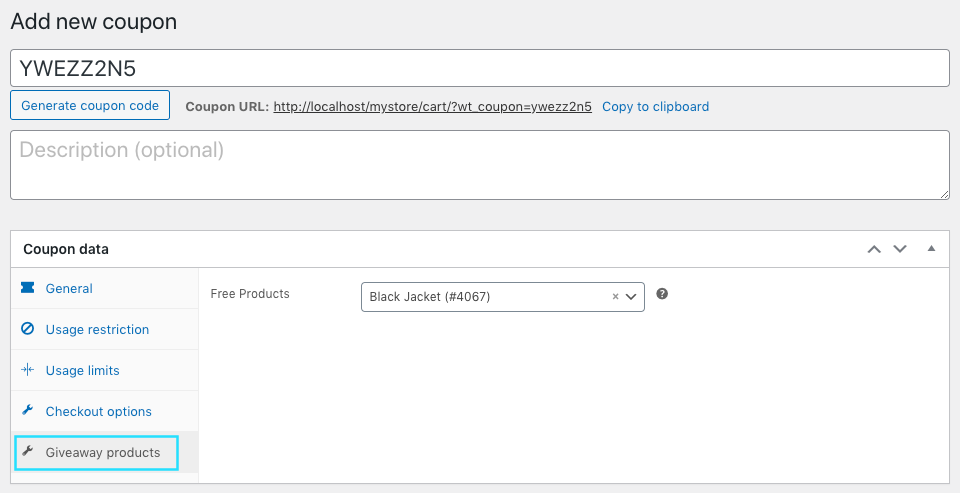 Add new coupon
YWEZZ2N5
Generate coupon code Coupon URL: http://localhost/mystore/cart/?wt_coupon=ywezz2n5 Copy to clipboard
Description (optional)
Coupon data
General
Free Products Black Jacket (#4067) ×
Usage restriction
Usage limits
Checkout options
Giveaway products